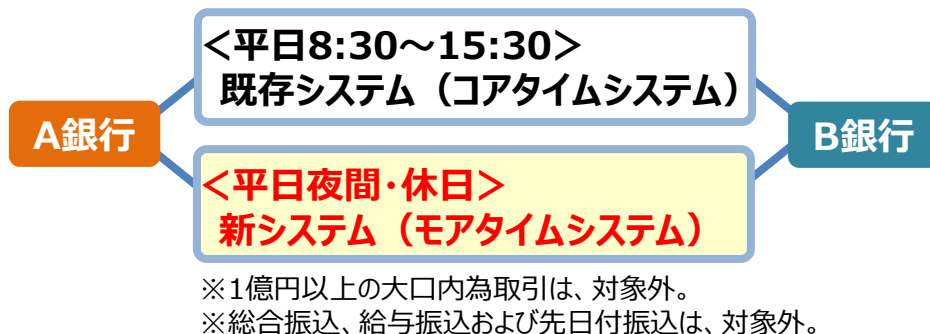 <平日8:30～15:30>
既存システム（コアタイムシステム）
A銀行
B銀行
<平日夜間・休日>
新システム（モアタイムシステム）
※1億円以上の大口内為取引は、対象外。
※総合振込、給与振込および先日付振込は、対象外。